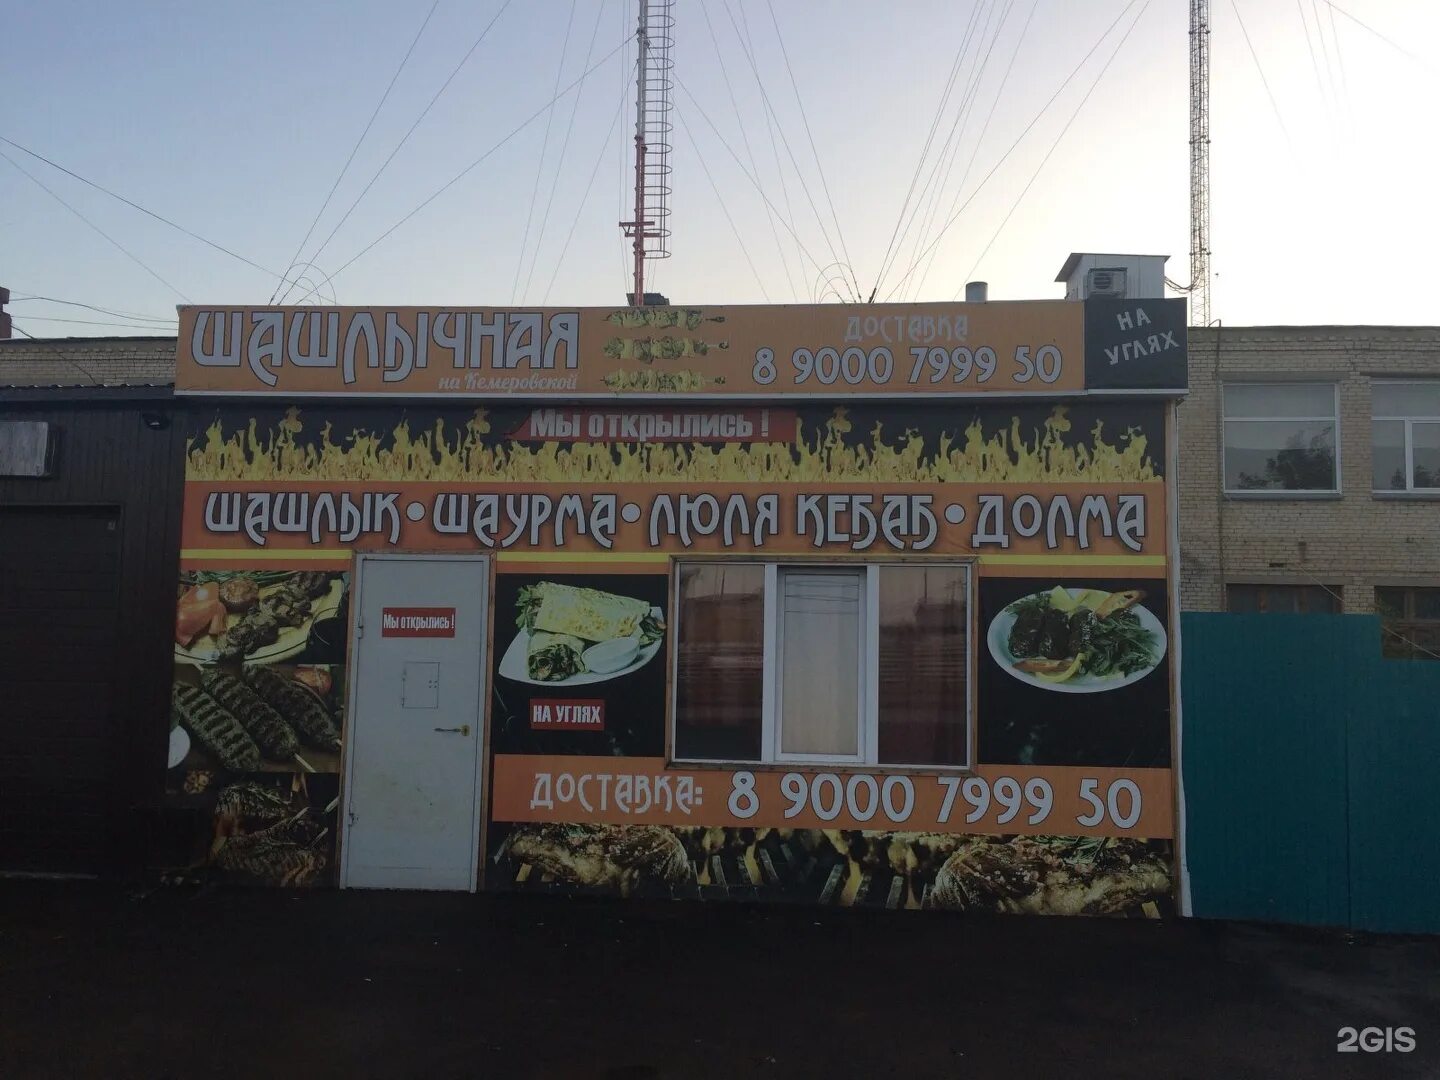 ШАШЛЫЧНАЯ
на Кемеровской
ДОСТАВКА
8 9000 7999 50
НА УГЛЯХ
Мы открылись !
ШАШЛЫК • ШАУРМА • ЛЮЛЯ КЕБАБ • ДОЛМА
Мы открылись !
НА УГЛЯХ
ДОСТАВКА: 8 9000 7999 50
2GIS